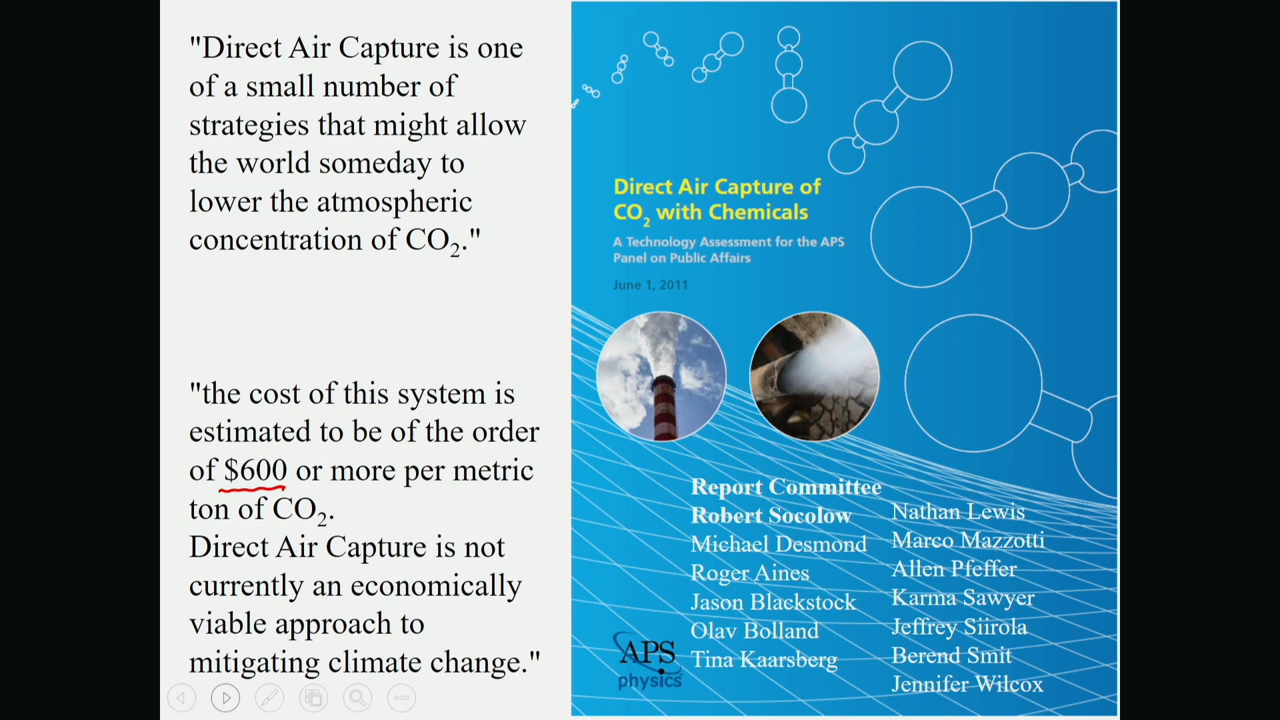 "Direct Air Capture is one
of a small number of
strategies that might allow
the world someday to
lower the atmospheric
concentration of CO₂."
"the cost of this system is
estimated to be of the order
of $600 or more per metric
ton of CO₂.
Direct Air Capture is not
currently an economically
viable approach to
mitigating climate change."
Direct Air Capture of
CO₂ with Chemicals
A Technology Assessment for the APS
Panel on Public Affairs
June 1, 2011
Report Committee
Robert Socolow
Michael Desmond
Roger Aines
Jason Blackstock
Olav Bolland
Tina Kaarsberg
Nathan Lewis
Marco Mazzotti
Allen Pfeffer
Karma Sawyer
Jeffrey Siirola
Berend Smit
Jennifer Wilcox
APS
physics